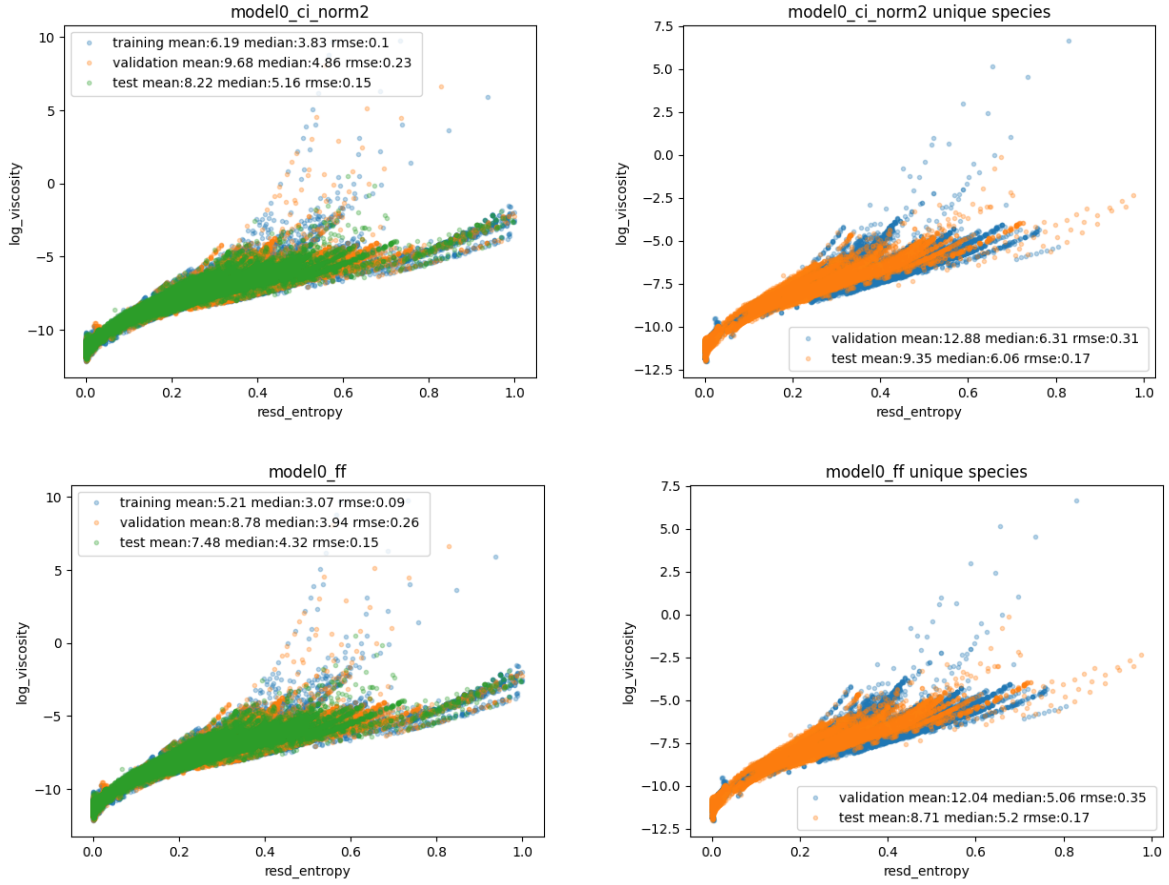 model0_ci_norm2
training mean:6.19 median:3.83 rmse:0.1
validation mean:9.68 median:4.86 rmse:0.23
test mean:8.22 median:5.16 rmse:0.15
10
5
0
−5
−10
log_viscosity
0.0 0.2 0.4 0.6 0.8 1.0
resd_entropy
model0_ci_norm2 unique species
7.5
5.0
2.5
0.0
−2.5
−5.0
−7.5
−10.0
−12.5
log_viscosity
validation mean:12.88 median:6.31 rmse:0.31
test mean:9.35 median:6.06 rmse:0.17
0.0 0.2 0.4 0.6 0.8 1.0
resd_entropy
model0_ff
training mean:5.21 median:3.07 rmse:0.09
validation mean:8.78 median:3.94 rmse:0.26
test mean:7.48 median:4.32 rmse:0.15
10
5
0
−5
−10
log_viscosity
0.0 0.2 0.4 0.6 0.8 1.0
resd_entropy
model0_ff unique species
7.5
5.0
2.5
0.0
−2.5
−5.0
−7.5
−10.0
−12.5
log_viscosity
validation mean:12.04 median:5.06 rmse:0.35
test mean:8.71 median:5.2 rmse:0.17
0.0 0.2 0.4 0.6 0.8 1.0
resd_entropy